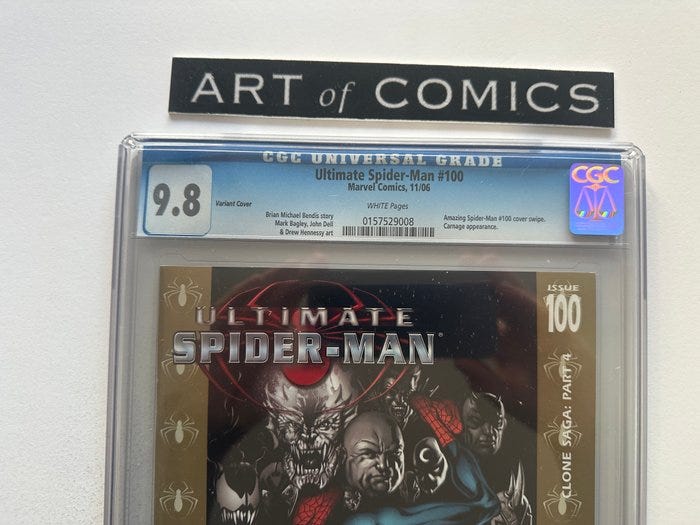 ART of COMICS
CGC UNIVERSAL GRADE
9.8
Ultimate Spider-Man #100
Marvel Comics, 11/06
Variant Cover
WHITE Pages
Brian Michael Bendis story
Mark Bagley, John Dell
& Drew Hennessy art
0157529008
Amazing Spider-Man #100 cover swipe.
Carnage appearance.
CGC
ULTIMATE
SPIDER-MAN
ISSUE
100
CLONE SAGA: PART 4